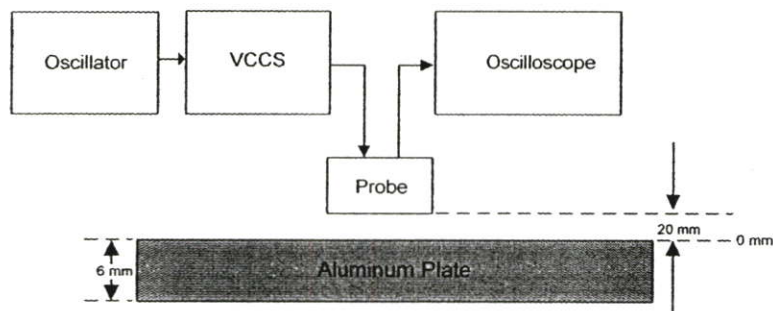 Oscillator
VCCS
Oscilloscope
Probe
20 mm
0 mm
6 mm
Aluminum Plate